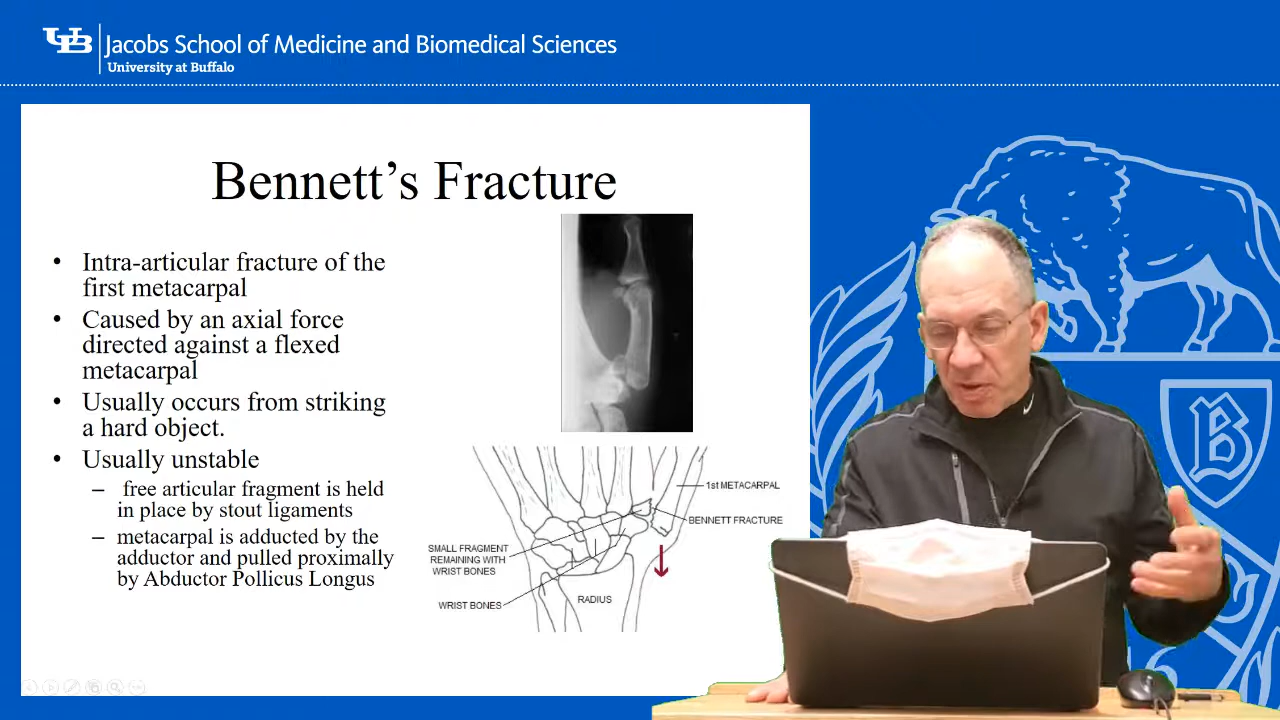 UB
Jacobs School of Medicine and Biomedical Sciences
University at Buffalo
Bennett's Fracture
• Intra-articular fracture of the
first metacarpal
• Caused by an axial force
directed against a flexed
metacarpal
• Usually occurs from striking
a hard object.
• Usually unstable
– free articular fragment is held
in place by stout ligaments
– metacarpal is adducted by the
adductor and pulled proximally
by Abductor Pollicus Longus
1st METACARPAL
BENNETT FRACTURE
SMALL FRAGMENT
REMAINING WITH
WRIST BONES
WRIST BONES
RADIUS
B